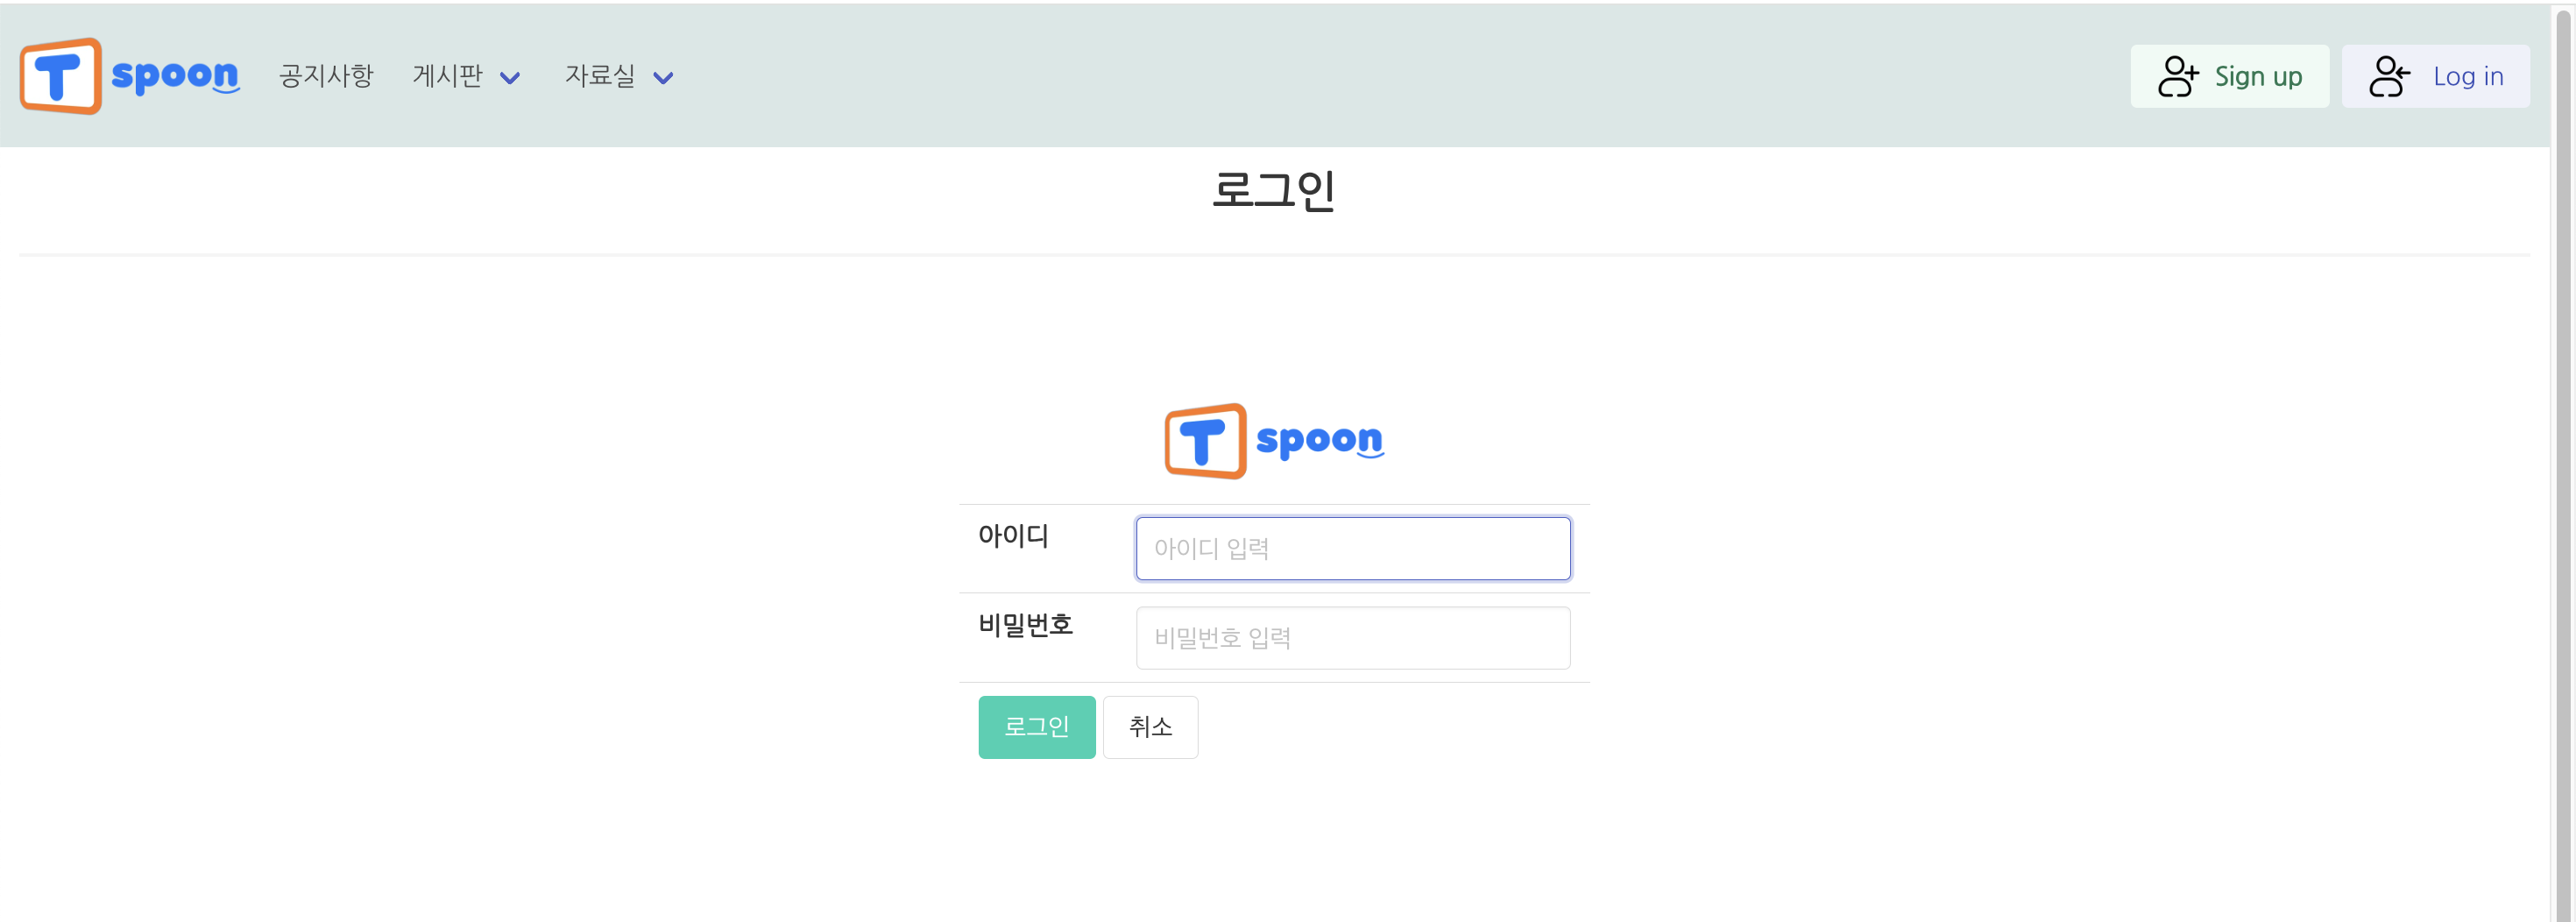 T spoon 공지사항 게시판 자료실 Sign up Log in
로그인
T spoon
아이디 아이디 입력
비밀번호 비밀번호 입력
로그인 취소